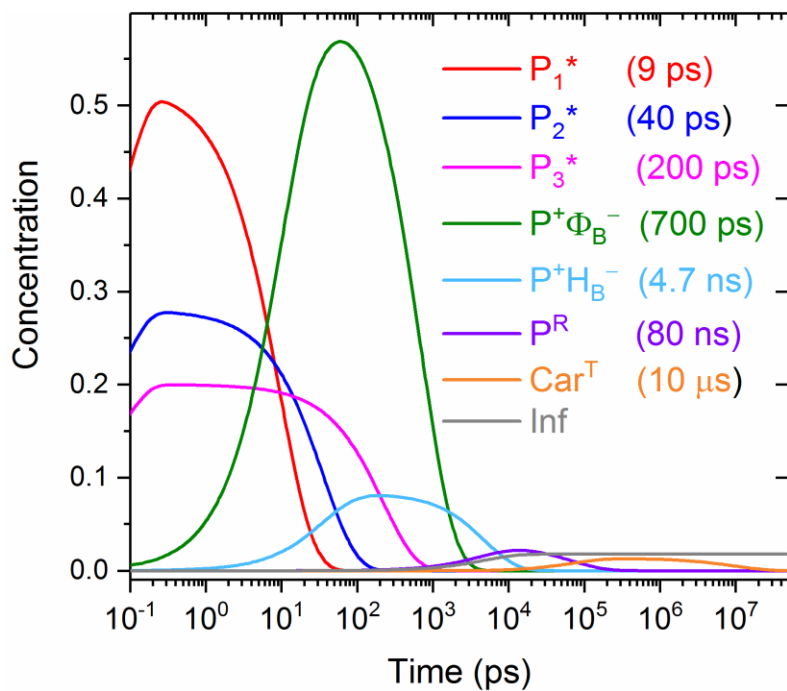 Concentration
0.5
0.4
0.3
0.2
0.1
0.0
P₁* (9 ps)
P₂* (40 ps)
P₃* (200 ps)
P⁺Φ_B⁻ (700 ps)
P⁺H_B⁻ (4.7 ns)
Pᴿ (80 ns)
Carᵀ (10 μs)
Inf
10⁻¹ 10⁰ 10¹ 10² 10³ 10⁴ 10⁵ 10⁶ 10⁷
Time (ps)